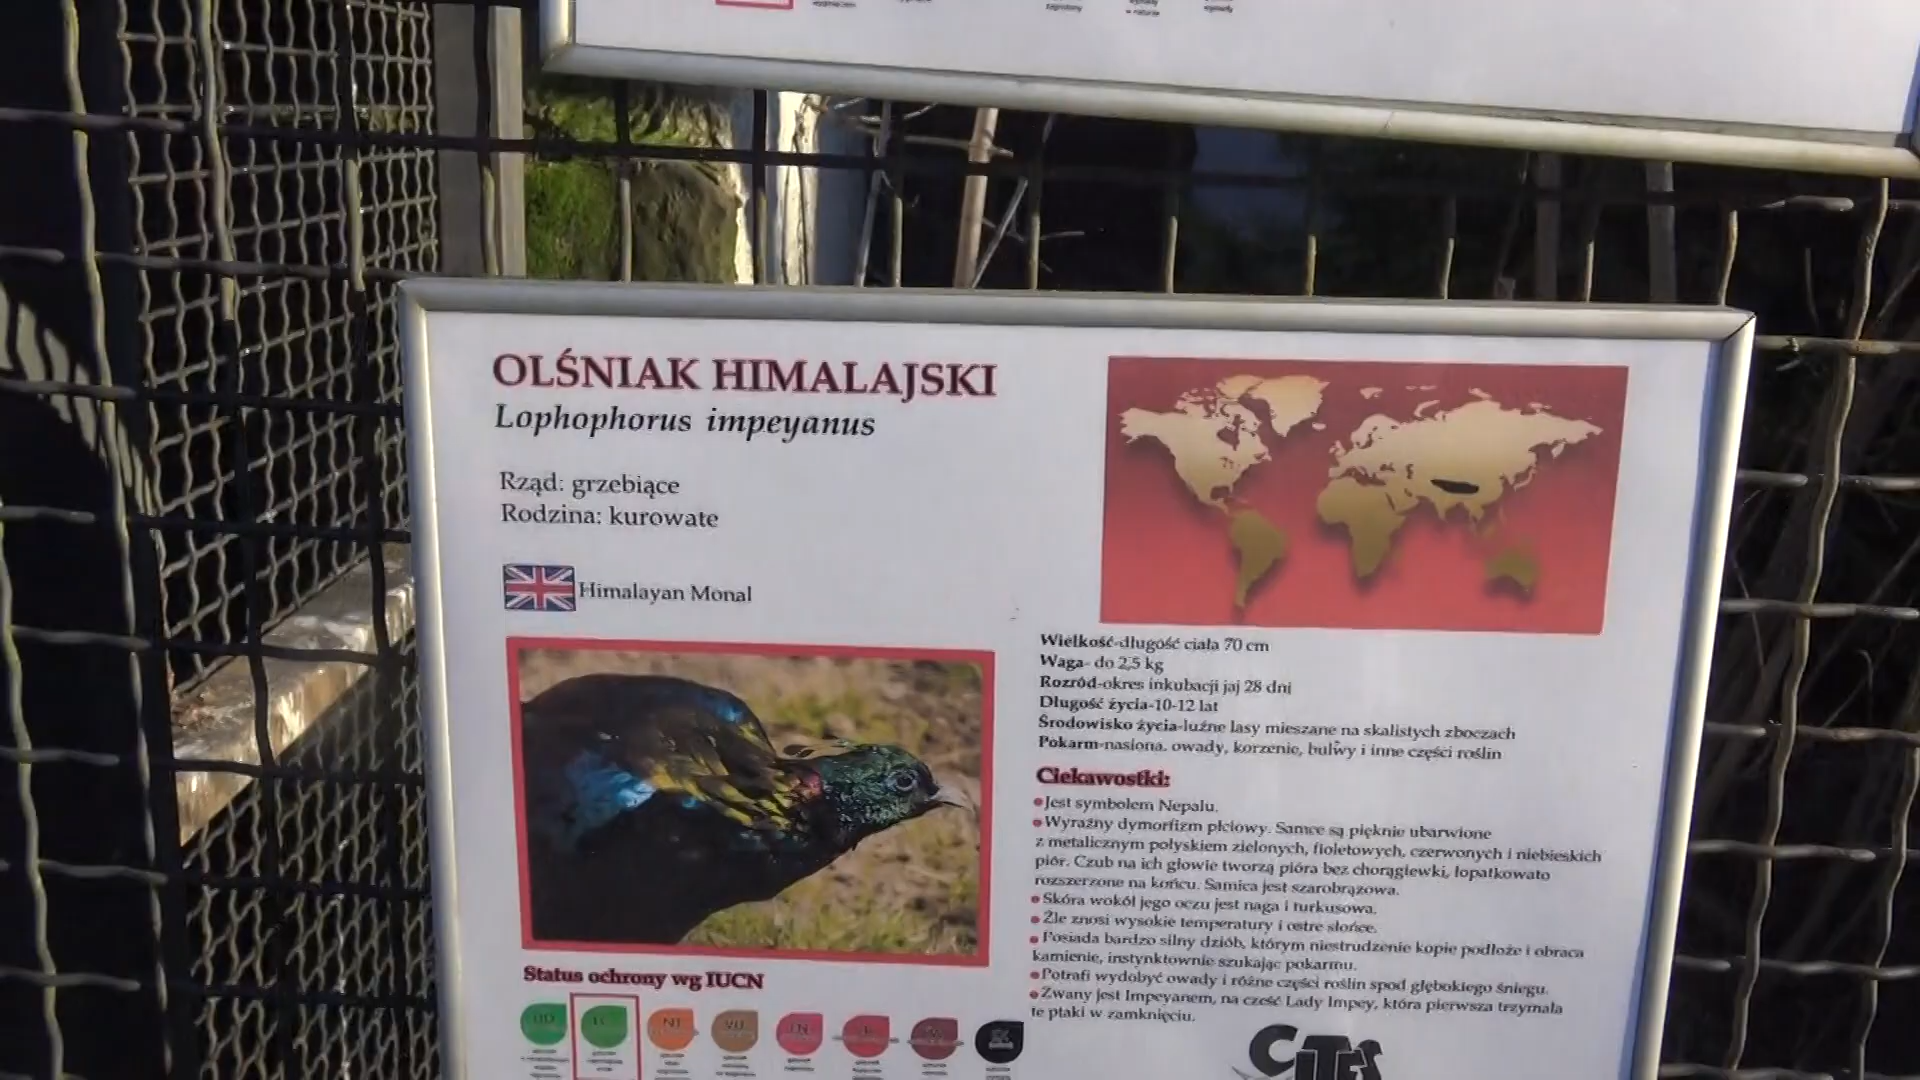 OLŚNIAK HIMALAJSKI
Lophophorus impeyanus
Rząd: grzebiące
Rodzina: kurowate
Himalayan Monal
Wielkość-długość ciała 70 cm
Waga- do 2,5 kg
Rozród-okres inkubacji jaj 28 dni
Długość życia-10-12 lat
Środowisko życia-luźne lasy mieszane na skalistych zboczach
Pokarm-nasiona, owady, korzenie, bulwy i inne części roślin
Ciekawostki:
Jest symbolem Nepalu.
Wyraźny dymorfizm płciowy. Samce są pięknie ubarwione
z metalicznym połyskiem zielonych, fioletowych, czerwonych i niebieskich
piór. Czub na ich głowie tworzą pióra bez chorągiewki, łopatkowato
rozszerzone na końcu. Samica jest szarobrązowa.
Skóra wokół jego oczu jest naga i turkusowa.
Źle znosi wysokie temperatury i ostre słońce.
Posiada bardzo silny dziób, którym niestrudzenie kopie podłoże i obraca
kamienie, instynktownie szukając pokarmu.
Potrafi wydobyć owady i różne części roślin spod głębokiego śniegu.
Zwany jest Impeyanem, na cześć Lady Impey, która pierwsza trzymała
te ptaki w zamknięciu.
Status ochrony wg IUCN
DD LC NT VU EN
CITES